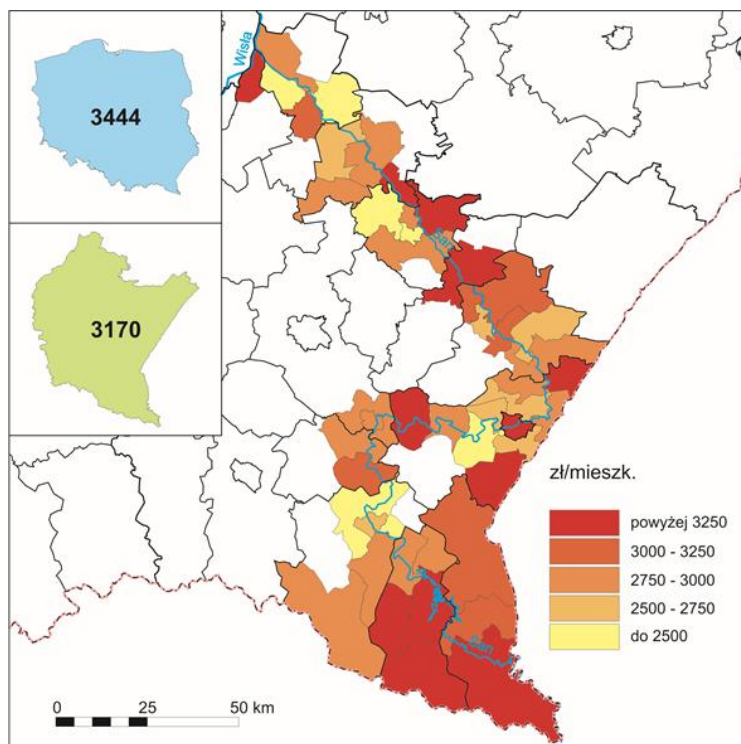 Wisła
3444
3170
San
zł/mieszk.
powyżej 3250
3000 - 3250
2750 - 3000
2500 - 2750
do 2500
San
0 25 50 km